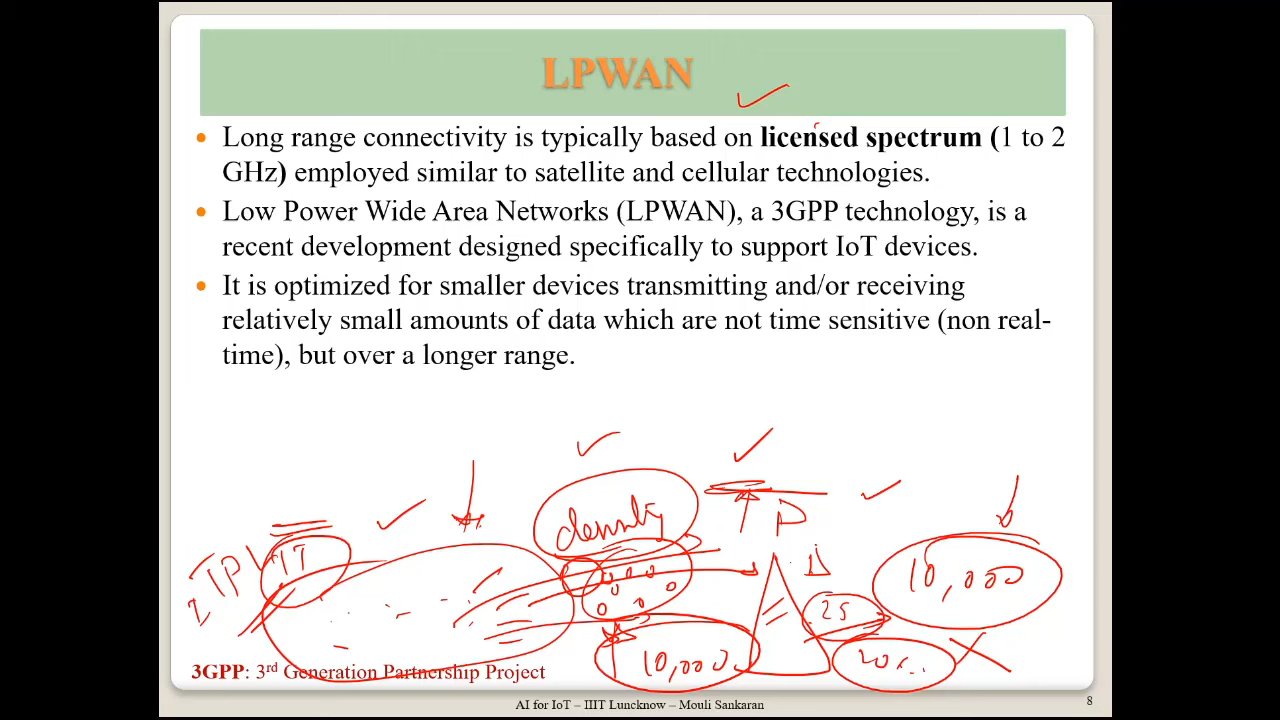 LPWAN
Long range connectivity is typically based on licensed spectrum (1 to 2
GHz) employed similar to satellite and cellular technologies.
Low Power Wide Area Networks (LPWAN), a 3GPP technology, is a
recent development designed specifically to support IoT devices.
It is optimized for smaller devices transmitting and/or receiving
relatively small amounts of data which are not time sensitive (non real-
time), but over a longer range.
density
10,000
25
10,000
3GPP: 3rd Generation Partnership Project
AI for IoT – IIIT Luncknow – Mouli Sankaran
8